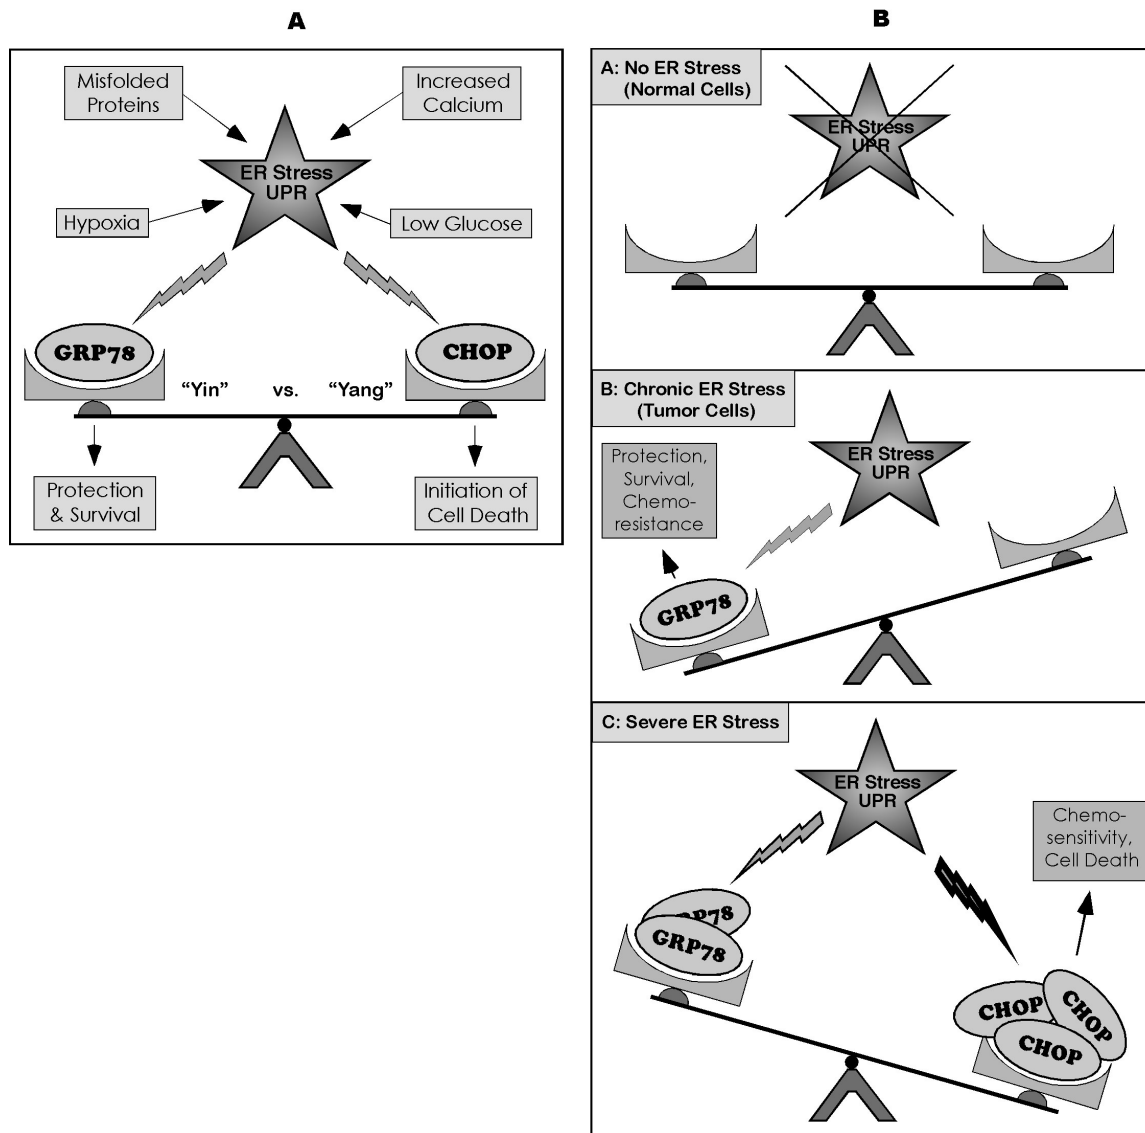 A
Misfolded
Proteins
Increased
Calcium
ER Stress
UPR
Hypoxia
Low Glucose
GRP78
CHOP
“Yin” vs. “Yang”
Protection
& Survival
Initiation of
Cell Death
B
A: No ER Stress
(Normal Cells)
ER Stress
UPR
B: Chronic ER Stress
(Tumor Cells)
ER Stress
UPR
Protection,
Survival,
Chemo-
resistance
GRP78
C: Severe ER Stress
ER Stress
UPR
Chemo-
sensitivity,
Cell Death
RP78
GRP78
CHOP
CHOP
CHOP